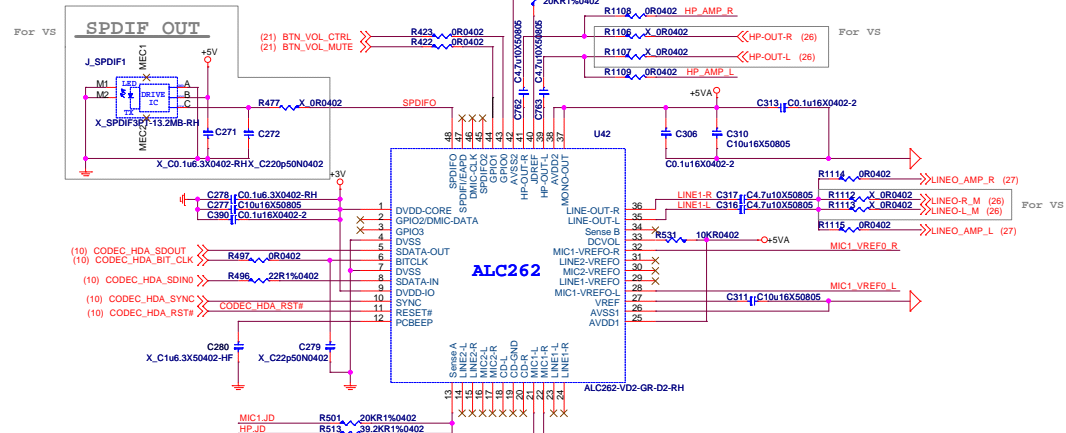 20KR1%0402
For VS
SPDIF OUT
J_SPDIF1
MEC1
+5V
M1
M2
LED
DRIVE
IC
TX
A
B
C
MEC2
X_SPDIF3PT-13.2MB-RH
R477
X_0R0402
SPDIFO
C271
C272
X_C0.1u6.3X0402-RH
X_C220p50N0402
(21) BTN_VOL_CTRL
R423
0R0402
(21) BTN_VOL_MUTE
R422
0R0402
R1108
0R0402
HP_AMP_R
R1106
X_0R0402
HP-OUT-R (26)
R1107
X_0R0402
HP-OUT-L (26)
R1109
0R0402
HP_AMP_L
For VS
C4.7u10X50805
C762
C4.7u10X50805
C763
+5VA
C313
C0.1u16X0402-2
C306
C310
C10u16X50805
C0.1u16X0402-2
U42
48 47 46 45 44 43 42 41 40 39 38 37
SPDIFO
SPDIFI/EAPD
DMIC-CLK
SPDIFO2
GPIO1
GPIO0
AVSS2
HP-OUT-R
JDREF
HP-OUT-L
AVDD2
MONO-OUT
+3V
C278
C0.1u6.3X0402-RH
C277
C10u16X50805
C390
C0.1u16X0402-2
1 DVDD-CORE
2 GPIO2/DMIC-DATA
3 GPIO3
4 DVSS
5 SDATA-OUT
6 BITCLK
7 DVSS
8 SDATA-IN
9 DVDD-IO
10 SYNC
11 RESET#
12 PCBEEP
(10) CODEC_HDA_SDOUT
(10) CODEC_HDA_BIT_CLK
R497
0R0402
(10) CODEC_HDA_SDIN0
R496
22R1%0402
(10) CODEC_HDA_SYNC
(10) CODEC_HDA_RST#
CODEC_HDA_RST#
C280
X_C1u6.3X50402-HF
C279
X_C22p50N0402
ALC262
LINE-OUT-R 36
LINE-OUT-L 35
Sense B 34
DCVOL 33
MIC1-VREFO-R 32
LINE2-VREFO 31
MIC2-VREFO 30
LINE1-VREFO 29
MIC1-VREFO-L 28
VREF 27
AVSS1 26
AVDD1 25
LINE1-R
C317
C4.7u10X50805
LINE1-L
C316
C4.7u10X50805
R1114
0R0402
LINEO_AMP_R (27)
R1112
X_0R0402
LINEO-R_M (26)
R1113
X_0R0402
LINEO-L_M (26)
R1115
0R0402
LINEO_AMP_L (27)
For VS
R531
10KR0402
+5VA
MIC1_VREF0_R
MIC1_VREF0_L
C311
C10u16X50805
Sense A
LINE2-L
LINE2-R
MIC2-L
MIC2-R
CD-L
CD-GND
CD-R
MIC1-L
MIC1-R
LINE1-L
LINE1-R
13 14 15 16 17 18 19 20 21 22 23 24
ALC262-VD2-GR-D2-RH
MIC1.JD
R501
20KR1%0402
HP.JD
R513
39.2KR1%0402